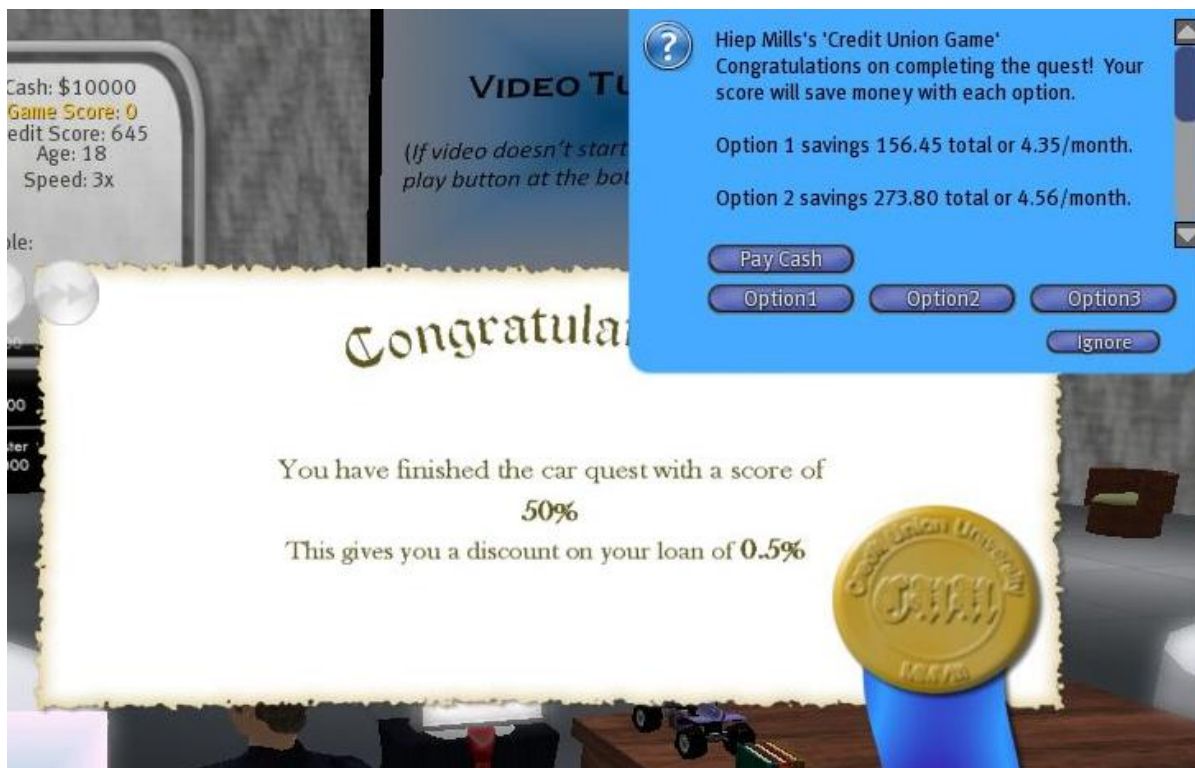 Cash: $10000
Game Score: 0
edit Score: 645
Age: 18
Speed: 3x
ple:
00
00
VIDEO TU
(If video doesn't start
play button at the bot
Hiep Mills's 'Credit Union Game'
Congratulations on completing the quest! Your
score will save money with each option.
Option 1 savings 156.45 total or 4.35/month.
Option 2 savings 273.80 total or 4.56/month.
Pay Cash
Option1 Option2 Option3
Ignore
Congratula
You have finished the car quest with a score of
50%
This gives you a discount on your loan of 0.5%
Credit Union University